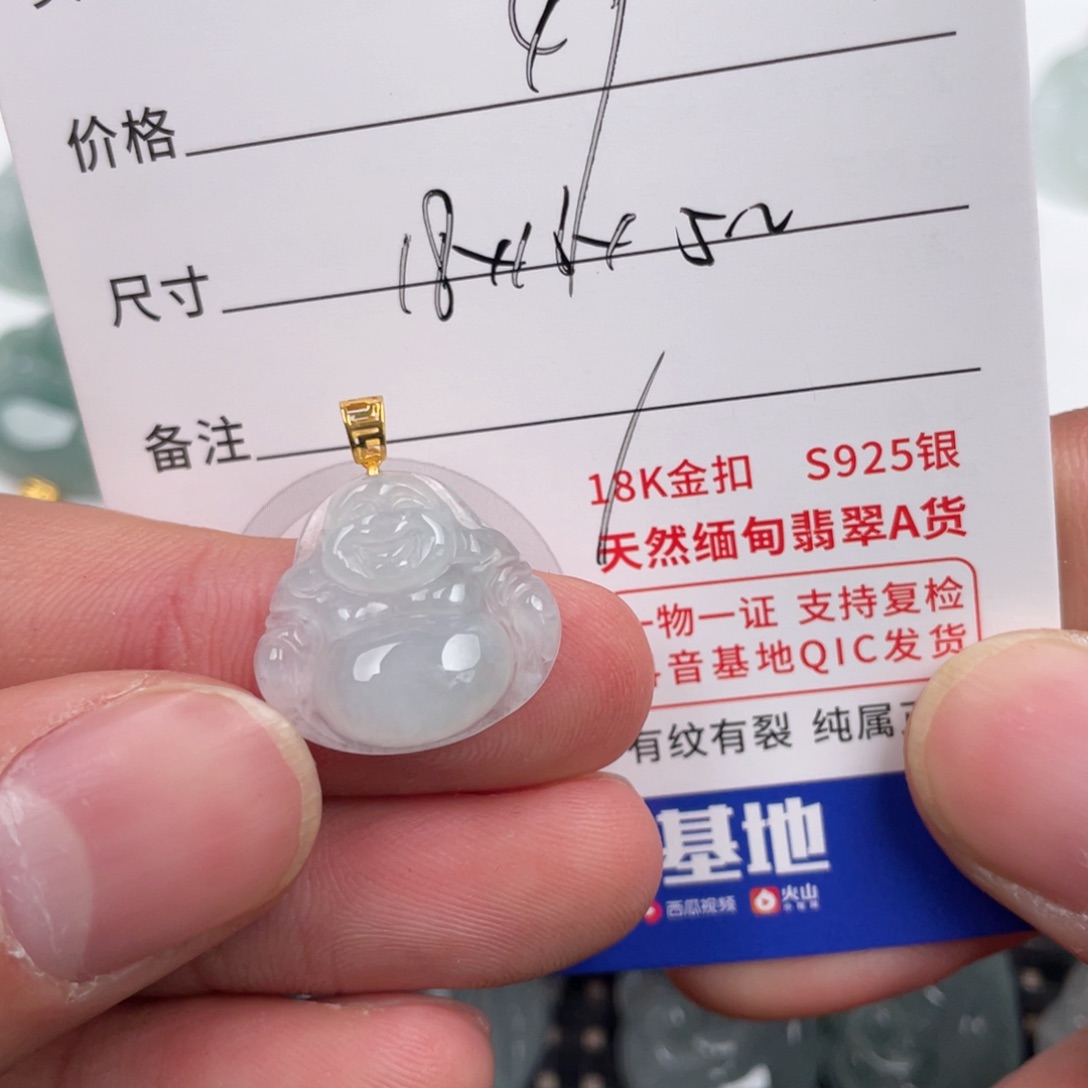 价格
尺寸 18x16x52
备注
18K金扣 S925银
天然缅甸翡翠A货
一物一证 支持复检
音基地QIC发货
有纹有裂 纯属
基地
西瓜视频 火山